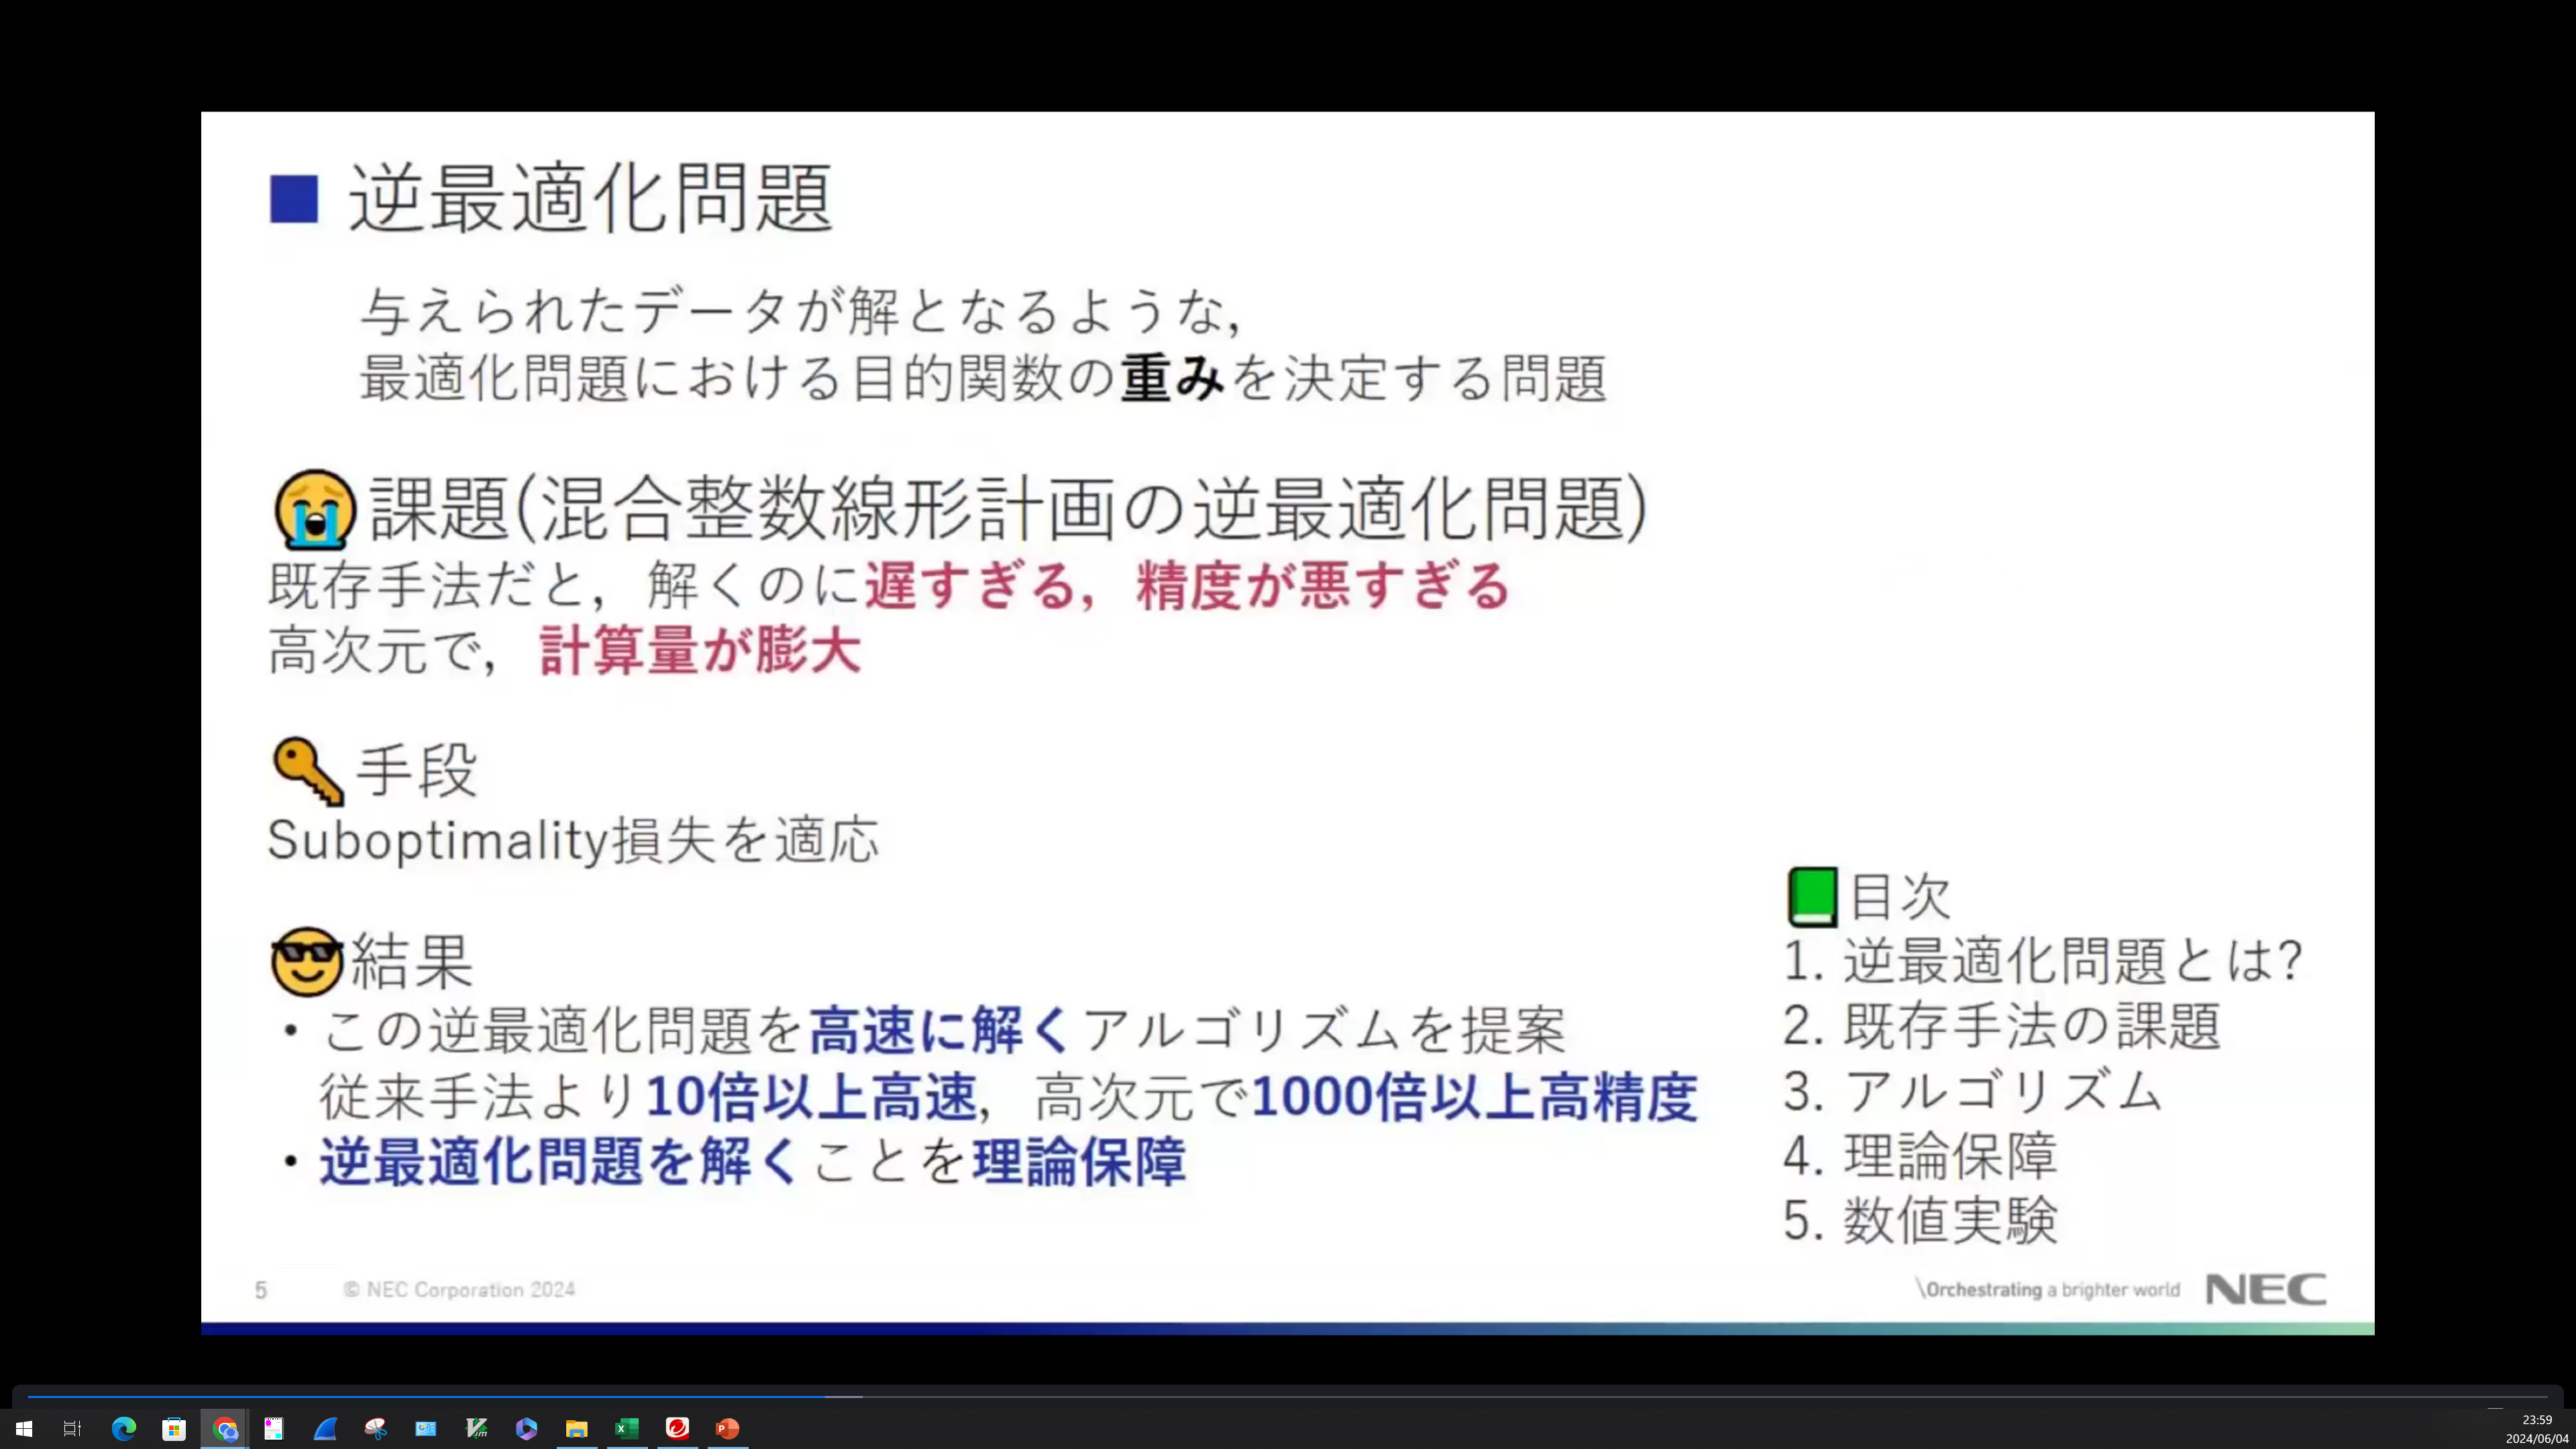 逆最適化問題
与えられたデータが解となるような,
最適化問題における目的関数の重みを決定する問題
課題(混合整数線形計画の逆最適化問題)
既存手法だと, 解くのに遅すぎる, 精度が悪すぎる
高次元で, 計算量が膨大
手段
Suboptimality損失を適応
結果
・この逆最適化問題を高速に解くアルゴリズムを提案
従来手法より10倍以上高速, 高次元で1000倍以上高精度
・逆最適化問題を解くことを理論保障
目次
1. 逆最適化問題とは?
2. 既存手法の課題
3. アルゴリズム
4. 理論保障
5. 数値実験
5 © NEC Corporation 2024
\Orchestrating a brighter world NEC
23:59
2024/06/04